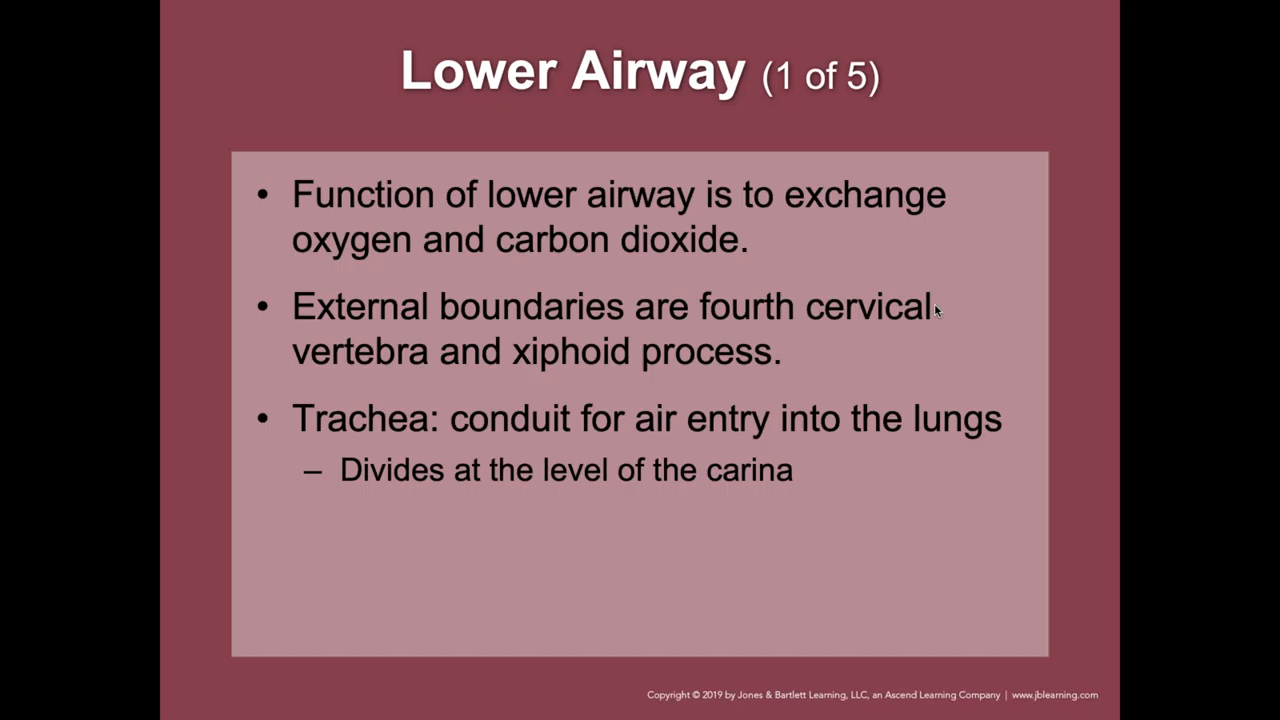 Lower Airway (1 of 5)
• Function of lower airway is to exchange
oxygen and carbon dioxide.
• External boundaries are fourth cervical
vertebra and xiphoid process.
• Trachea: conduit for air entry into the lungs
– Divides at the level of the carina
Copyright © 2019 by Jones & Bartlett Learning, LLC, an Ascend Learning Company | www.jblearning.com